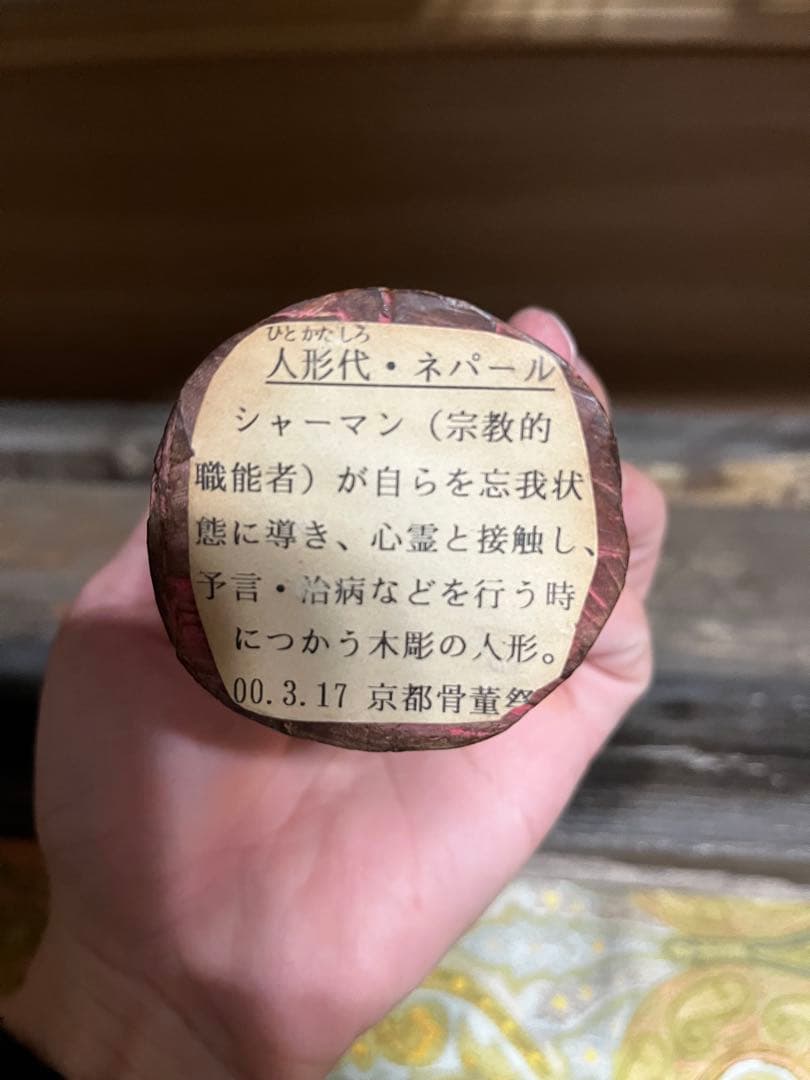 ひとかたしろ
人形代・ネパール
シャーマン（宗教的
職能者）が自らを忘我状
態に導き、心霊と接触し、
予言・治病などを行う時
につかう木彫の人形。
00.3.17 京都骨董祭